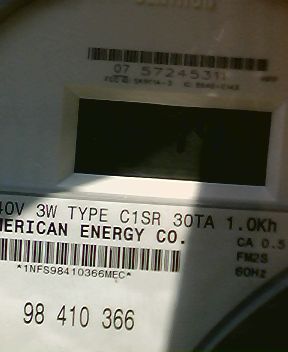 07 5724531
40V 3W TYPE C1SR 30TA 1.0Kh
MERICAN ENERGY CO.
CA 0.5
FM2S
60Hz
*1NFS98410366MEC*
98 410 366